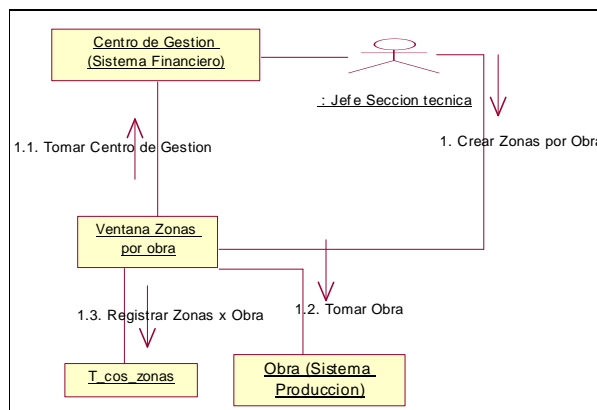 Centro de Gestion
(Sistema Financiero)
: Jefe Seccion tecnica
1.1. Tomar Centro de Gestion
1. Crear Zonas por Obra
Ventana Zonas
por obra
1.3. Registrar Zonas x Obra
1.2. Tomar Obra
T_cos_zonas
Obra (Sistema
Produccion)